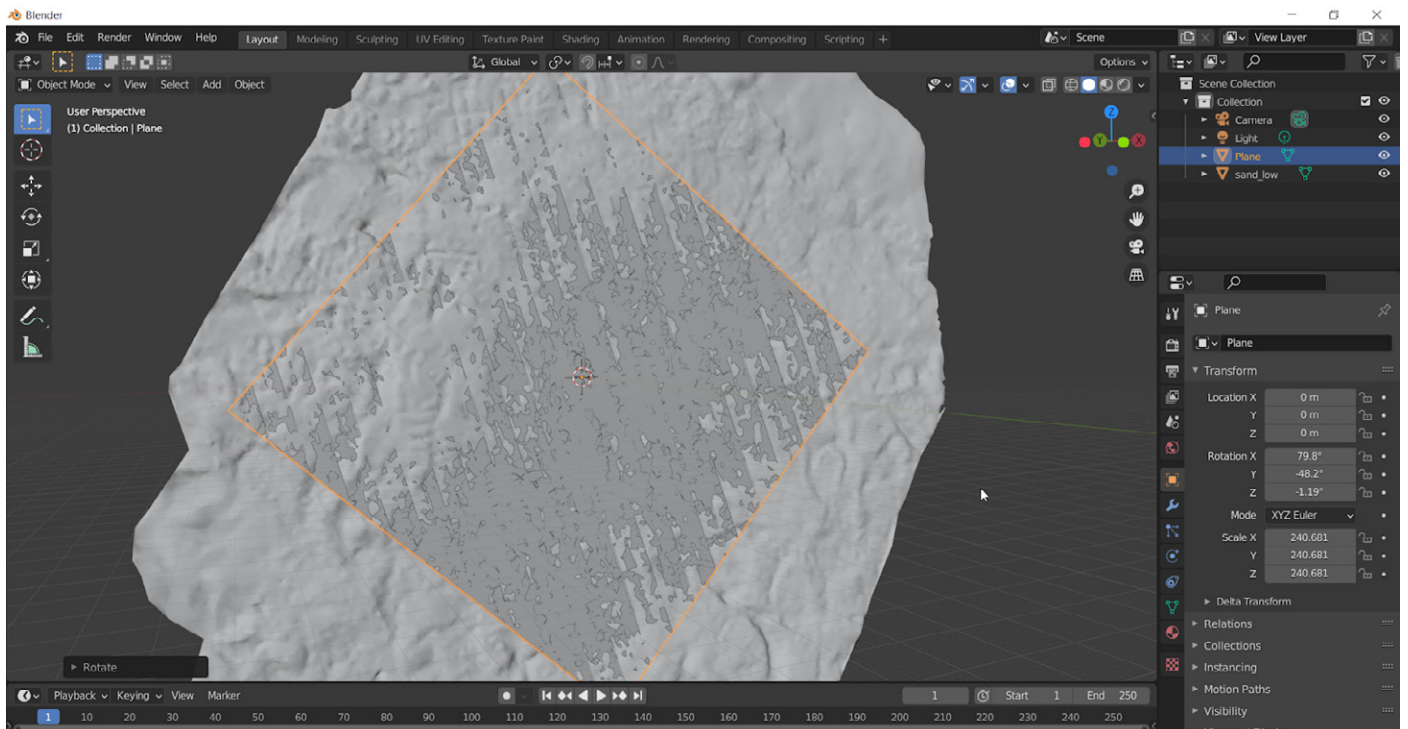 Blender
File Edit Render Window Help Layout Modeling Sculpting UV Editing Texture Paint Shading Animation Rendering Compositing Scripting + Scene View Layer
Global Options
Object Mode View Select Add Object
User Perspective
(1) Collection | Plane
Z
Y
X
Rotate
Scene Collection
Collection
Camera
Light
Plane
sand_low
Plane
Plane
Transform
Location X 0 m
Y 0 m
Z 0 m
Rotation X 79.8°
Y -48.2°
Z -1.19°
Mode XYZ Euler
Scale X 240.681
Y 240.681
Z 240.681
Delta Transform
Relations
Collections
Instancing
Motion Paths
Visibility
Playback Keying View Marker 1 Start 1 End 250
1 10 20 30 40 50 60 70 80 90 100 110 120 130 140 150 160 170 180 190 200 210 220 230 240 250